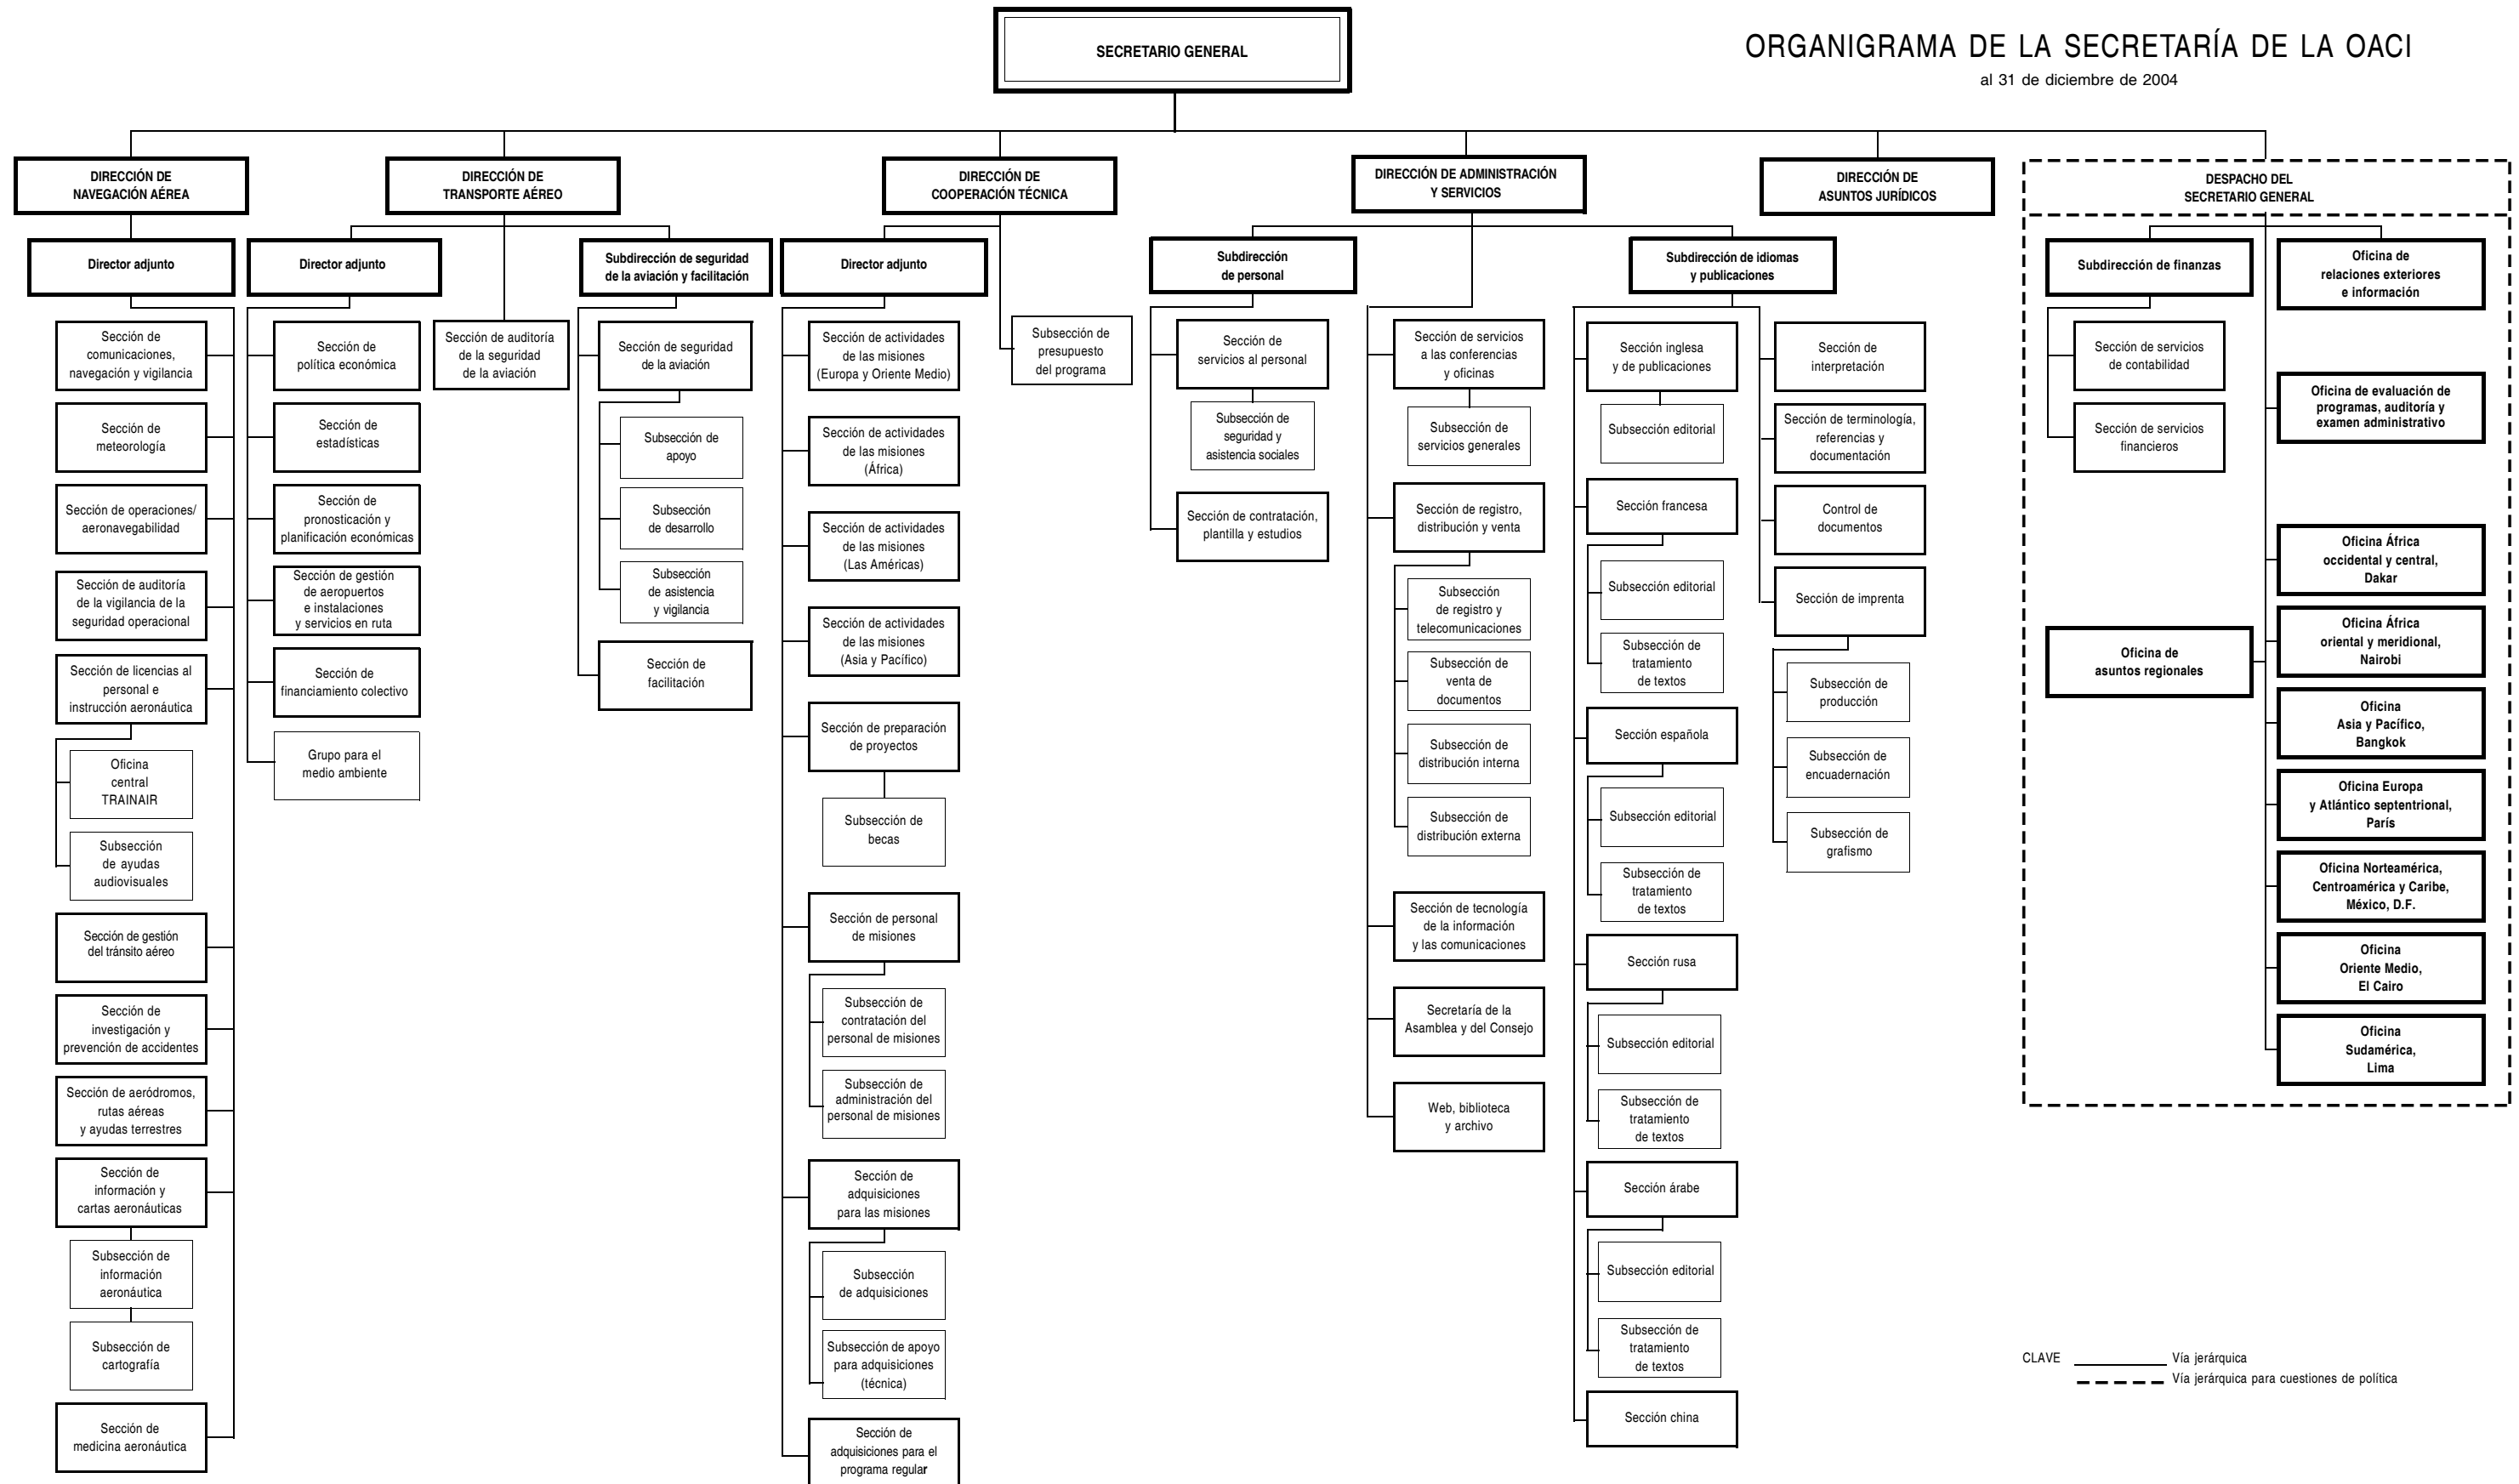 SECRETARIO GENERAL
ORGANIGRAMA DE LA SECRETARÍA DE LA OACI
al 31 de diciembre de 2004
DIRECCIÓN DE
NAVEGACIÓN AÉREA
Director adjunto
Sección de
comunicaciones,
navegación y vigilancia
Sección de
meteorología
Sección de operaciones/
aeronavegabilidad
Sección de auditoría
de la vigilancia de la
seguridad operacional
Sección de licencias al
personal e
instrucción aeronáutica
Oficina
central
TRAINAIR
Subsección
de ayudas
audiovisuales
Sección de gestión
del tránsito aéreo
Sección de
investigación y
prevención de accidentes
Sección de aeródromos,
rutas aéreas
y ayudas terrestres
Sección de
información y
cartas aeronáuticas
Subsección de
información
aeronáutica
Subsección de
cartografía
Sección de
medicina aeronáutica
DIRECCIÓN DE
TRANSPORTE AÉREO
Director adjunto
Sección de
política económica
Sección de
estadísticas
Sección de
pronosticación y
planificación económicas
Sección de gestión
de aeropuertos
e instalaciones
y servicios en ruta
Sección de
financiamiento colectivo
Grupo para el
medio ambiente
Sección de auditoría
de la seguridad
de la aviación
Subdirección de seguridad
de la aviación y facilitación
Sección de seguridad
de la aviación
Subsección de
apoyo
Subsección
de desarrollo
Subsección
de asistencia
y vigilancia
Sección de
facilitación
DIRECCIÓN DE
COOPERACIÓN TÉCNICA
Director adjunto
Sección de actividades
de las misiones
(Europa y Oriente Medio)
Sección de actividades
de las misiones
(África)
Sección de actividades
de las misiones
(Las Américas)
Sección de actividades
de las misiones
(Asia y Pacífico)
Sección de preparación
de proyectos
Subsección de
becas
Sección de personal
de misiones
Subsección de
contratación del
personal de misiones
Subsección de
administración del
personal de misiones
Sección de
adquisiciones
para las misiones
Subsección
de adquisiciones
Subsección de apoyo
para adquisiciones
(técnica)
Sección de
adquisiciones para el
programa regular
Subsección de
presupuesto
del programa
DIRECCIÓN DE ADMINISTRACIÓN
Y SERVICIOS
Subdirección
de personal
Sección de
servicios al personal
Subsección de
seguridad y
asistencia sociales
Sección de contratación,
plantilla y estudios
Sección de servicios
a las conferencias
y oficinas
Subsección de
servicios generales
Sección de registro,
distribución y venta
Subsección
de registro y
telecomunicaciones
Subsección de
venta de
documentos
Subsección de
distribución interna
Subsección de
distribución externa
Sección de tecnología
de la información
y las comunicaciones
Secretaría de la
Asamblea y del Consejo
Web, biblioteca
y archivo
Subdirección de idiomas
y publicaciones
Sección inglesa
y de publicaciones
Subsección editorial
Sección francesa
Subsección editorial
Subsección de
tratamiento
de textos
Sección española
Subsección editorial
Subsección de
tratamiento
de textos
Sección rusa
Subsección editorial
Subsección de
tratamiento
de textos
Sección árabe
Subsección editorial
Subsección de
tratamiento
de textos
Sección china
Sección de
interpretación
Sección de terminología,
referencias y
documentación
Control de
documentos
Sección de imprenta
Subsección de
producción
Subsección de
encuadernación
Subsección de
grafismo
DIRECCIÓN DE
ASUNTOS JURÍDICOS
DESPACHO DEL
SECRETARIO GENERAL
Subdirección de finanzas
Sección de servicios
de contabilidad
Sección de servicios
financieros
Oficina de
asuntos regionales
Oficina de
relaciones exteriores
e información
Oficina de evaluación de
programas, auditoría y
examen administrativo
Oficina África
occidental y central,
Dakar
Oficina África
oriental y meridional,
Nairobi
Oficina
Asia y Pacífico,
Bangkok
Oficina Europa
y Atlántico septentrional,
París
Oficina Norteamérica,
Centroamérica y Caribe,
México, D.F.
Oficina
Oriente Medio,
El Cairo
Oficina
Sudamérica,
Lima
CLAVE Vía jerárquica
Vía jerárquica para cuestiones de política